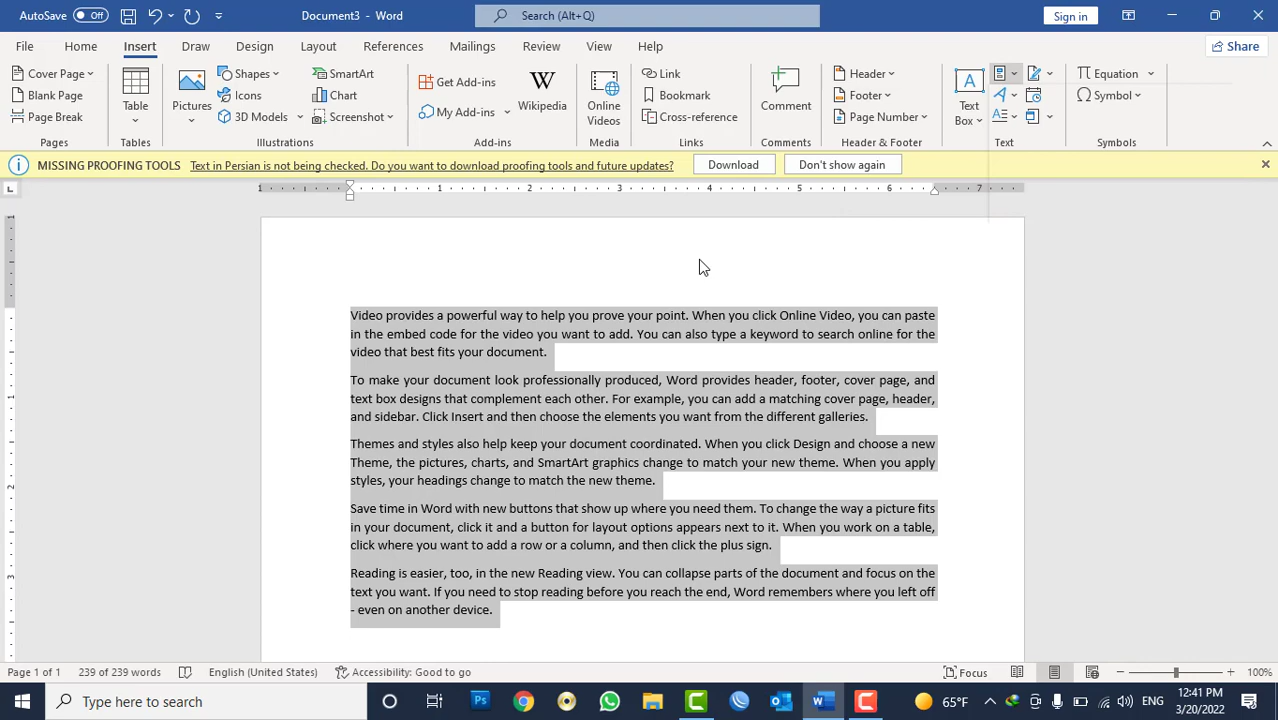 AutoSave Off Document3 - Word Search (Alt+Q) Sign in
File Home Insert Draw Design Layout References Mailings Review View Help Share
Cover Page
Blank Page
Page Break
Pages
Table
Tables
Pictures
Shapes
Icons
3D Models
SmartArt
Chart
Screenshot
Illustrations
Get Add-ins
My Add-ins
Wikipedia
Add-ins
Online
Videos
Media
Link
Bookmark
Cross-reference
Links
Comment
Comments
Header
Footer
Page Number
Header & Footer
Text
Box
Text
Equation
Symbol
Symbols
MISSING PROOFING TOOLS Text in Persian is not being checked. Do you want to download proofing tools and future updates? Download Don't show again
1 1 2 3 4 5 6 7
Video provides a powerful way to help you prove your point. When you click Online Video, you can paste
in the embed code for the video you want to add. You can also type a keyword to search online for the
video that best fits your document.
To make your document look professionally produced, Word provides header, footer, cover page, and
text box designs that complement each other. For example, you can add a matching cover page, header,
and sidebar. Click Insert and then choose the elements you want from the different galleries.
Themes and styles also help keep your document coordinated. When you click Design and choose a new
Theme, the pictures, charts, and SmartArt graphics change to match your new theme. When you apply
styles, your headings change to match the new theme.
Save time in Word with new buttons that show up where you need them. To change the way a picture fits
in your document, click it and a button for layout options appears next to it. When you work on a table,
click where you want to add a row or a column, and then click the plus sign.
Reading is easier, too, in the new Reading view. You can collapse parts of the document and focus on the
text you want. If you need to stop reading before you reach the end, Word remembers where you left off
- even on another device.
Page 1 of 1 239 of 239 words English (United States) Accessibility: Good to go Focus 100%
Type here to search 65°F ENG 12:41 PM
3/20/2022